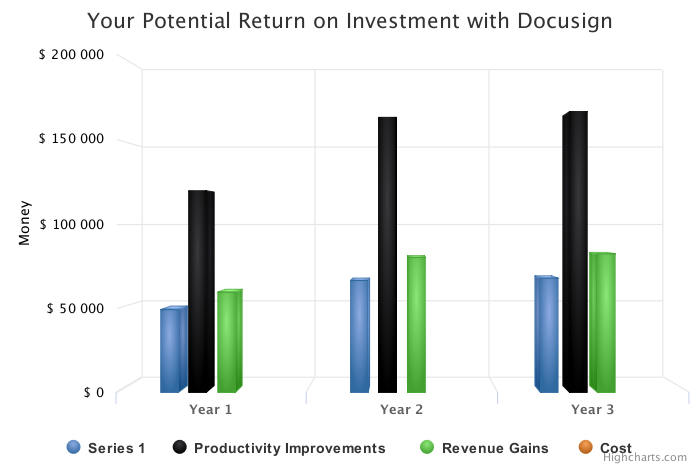 Your Potential Return on Investment with Docusign
$ 200 000
$ 150 000
$ 100 000
$ 50 000
$ 0
Money
Year 1
Year 2
Year 3
Series 1
Productivity Improvements
Revenue Gains
Cost
Highcharts.com